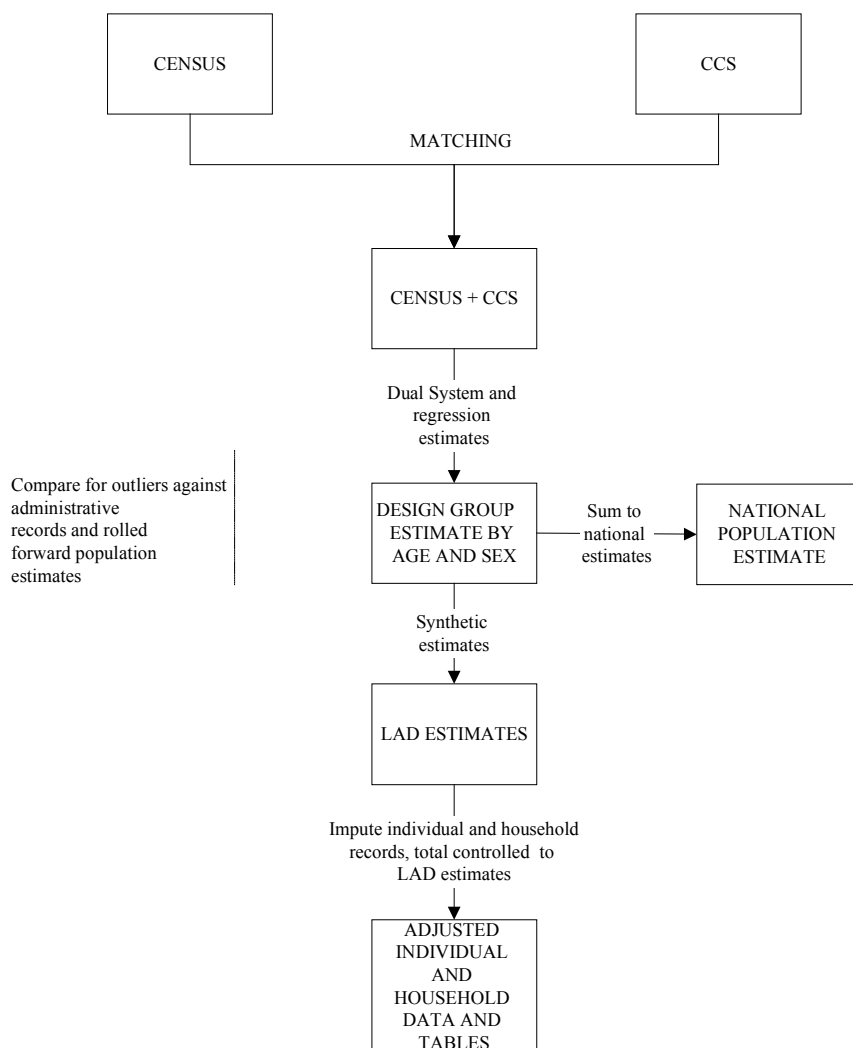 CENSUS
CCS
MATCHING
CENSUS + CCS
Dual System and
regression
estimates
Compare for outliers against
administrative
records and rolled
forward population
estimates
DESIGN GROUP
ESTIMATE BY
AGE AND SEX
Sum to
national
estimates
NATIONAL
POPULATION
ESTIMATE
Synthetic
estimates
LAD ESTIMATES
Impute individual and household
records, total controlled to
LAD estimates
ADJUSTED
INDIVIDUAL
AND
HOUSEHOLD
DATA AND
TABLES